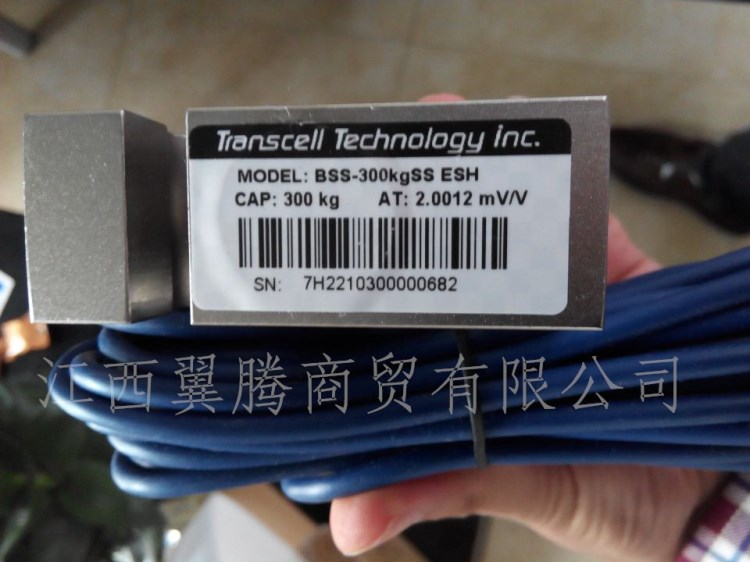 Transcell Technology inc.
MODEL: BSS-300kgSS ESH
CAP: 300 kg AT: 2.0012 mV/V
SN: 7H2210300000682
江西翼腾商贸有限公司